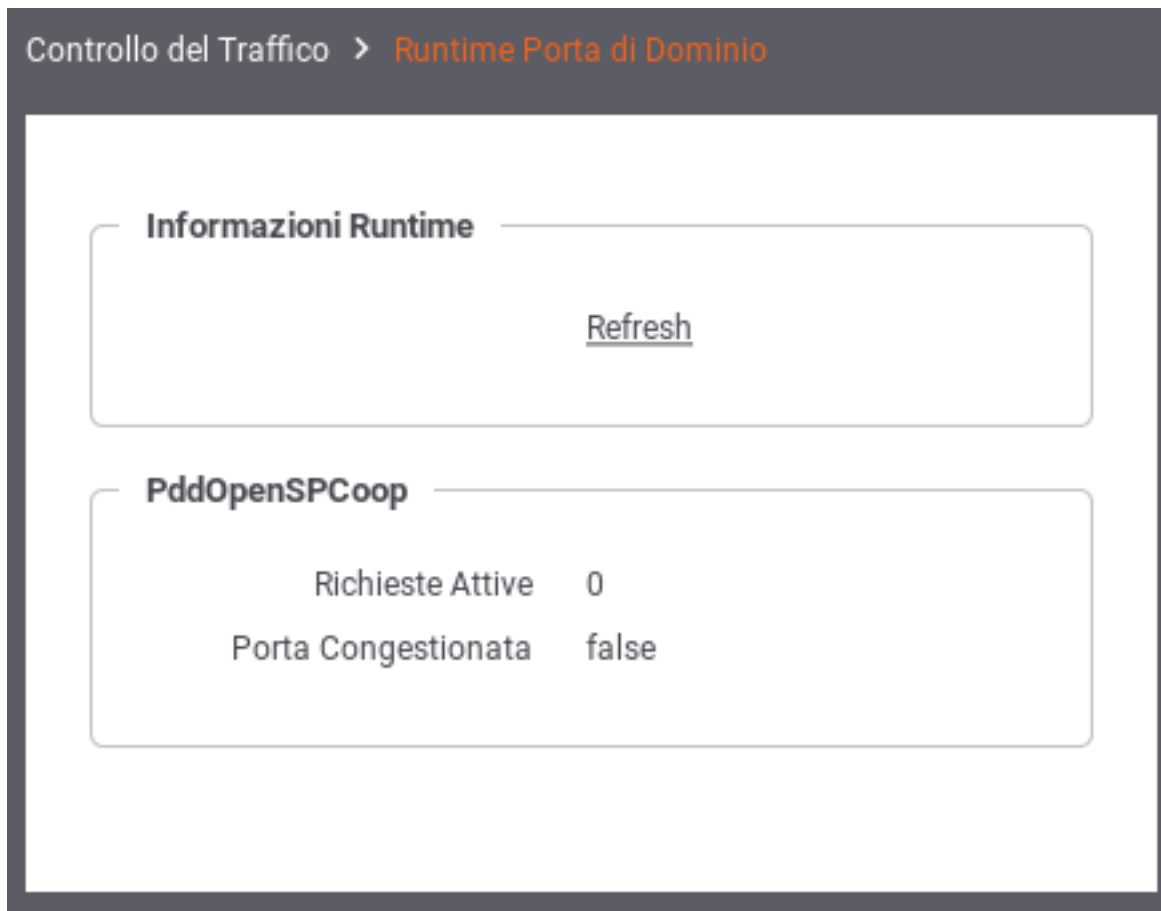 Controllo del Traffico > Runtime Porta di Dominio
Informazioni Runtime
Refresh
PddOpenSPCoop
Richieste Attive 0
Porta Congestionata false